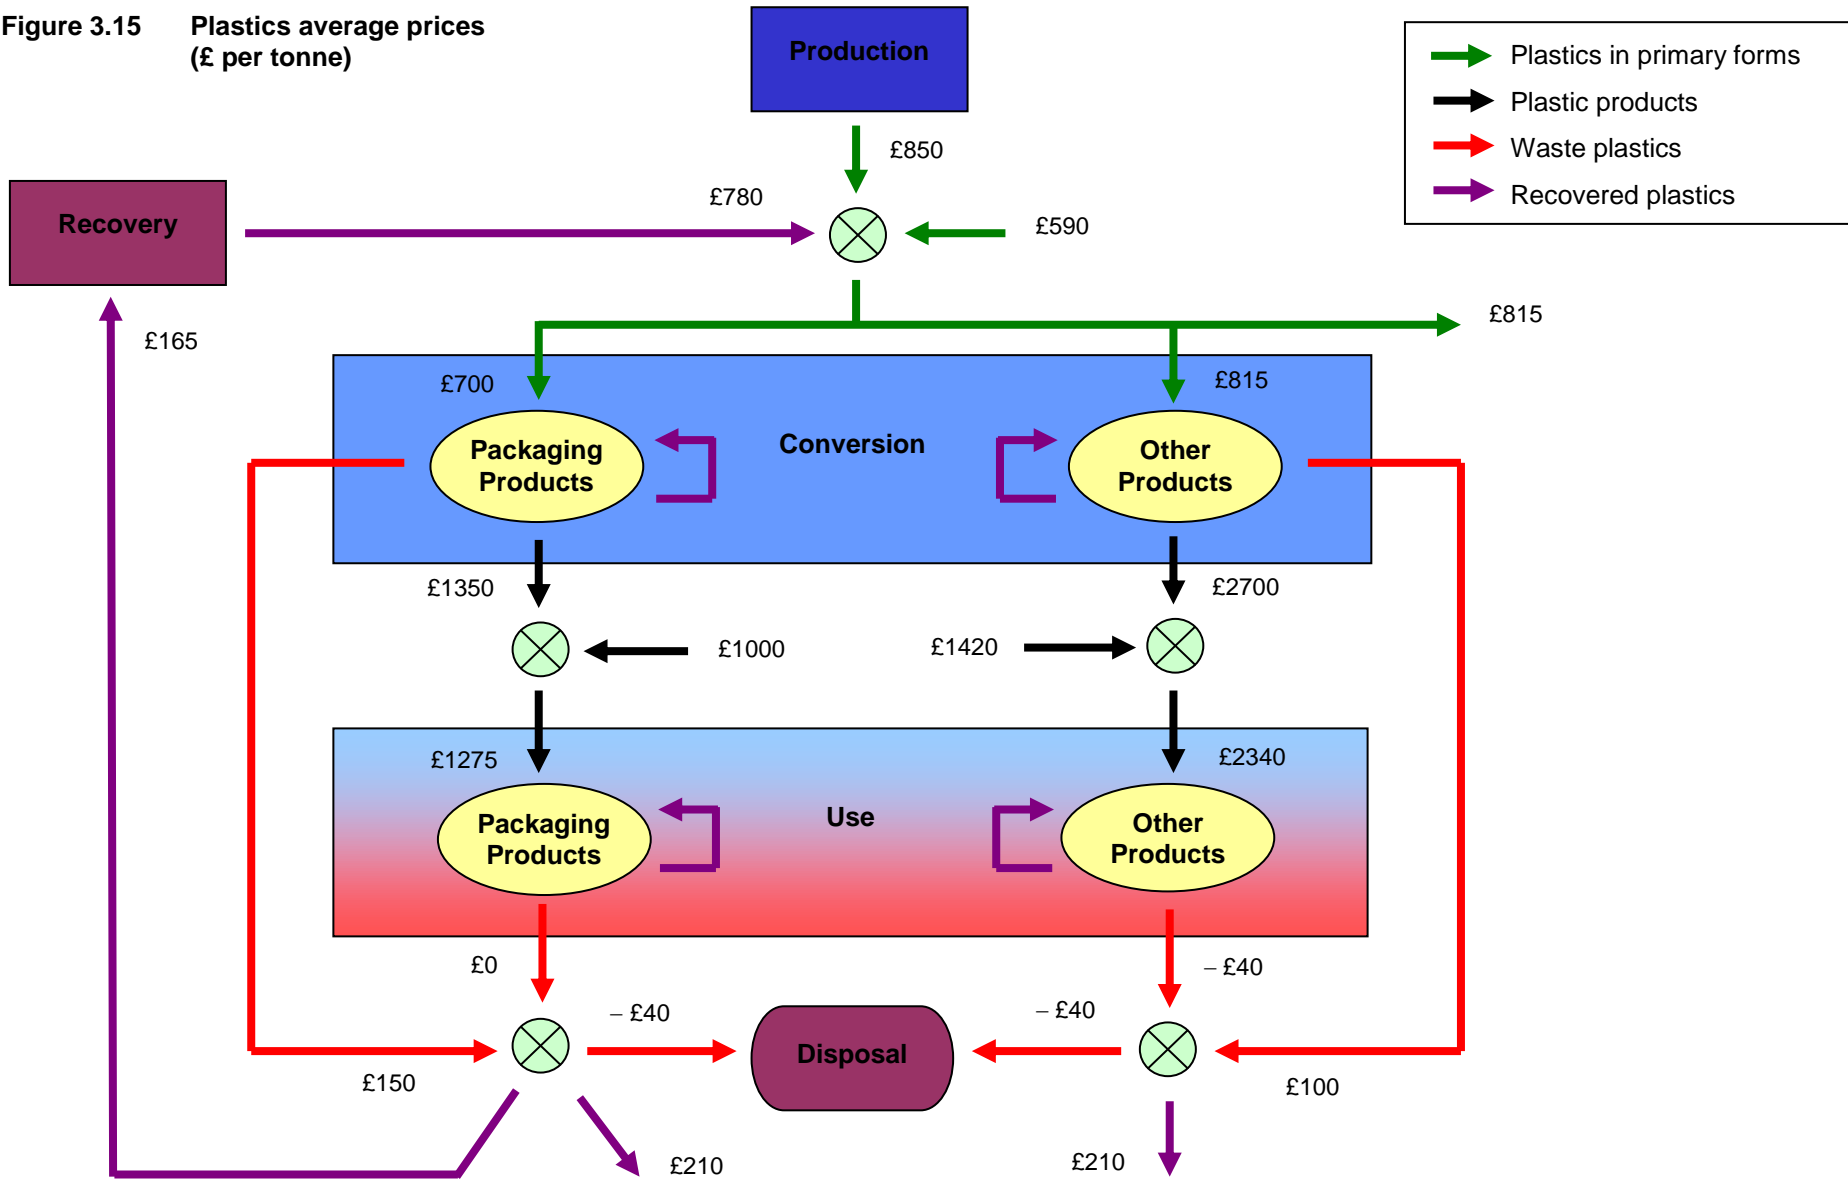 Figure 3.15 Plastics average prices
(£ per tonne)
Production
Plastics in primary forms
Plastic products
Waste plastics
Recovered plastics
£850
Recovery
£780
£590
£165
£815
£700
£815
Packaging
Products
Conversion
Other
Products
£1350
£2700
£1000
£1420
£1275
£2340
Packaging
Products
Use
Other
Products
£0
– £40
– £40
– £40
Disposal
£150
£100
£210
£210